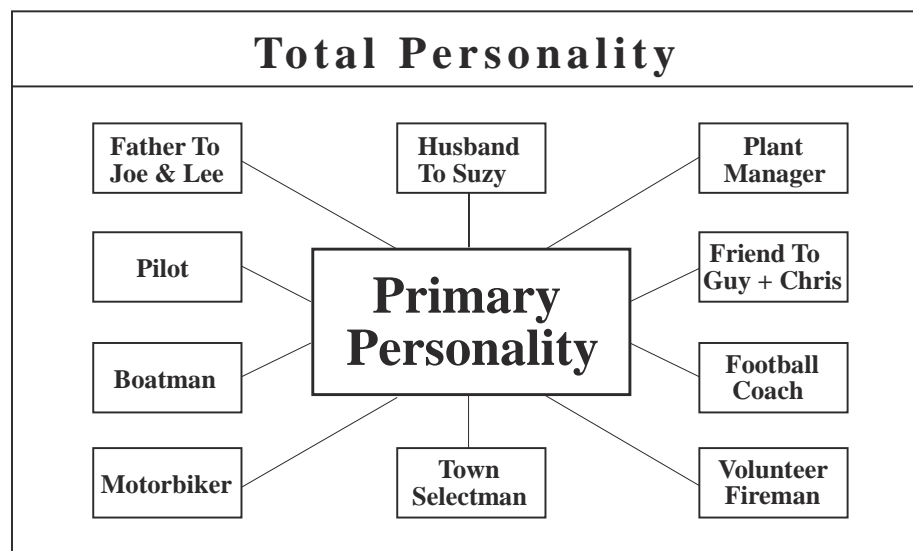 Total Personality
Father To
Joe & Lee
Husband
To Suzy
Plant
Manager
Pilot
Friend To
Guy + Chris
Primary
Personality
Boatman
Football
Coach
Motorbiker
Town
Selectman
Volunteer
Fireman